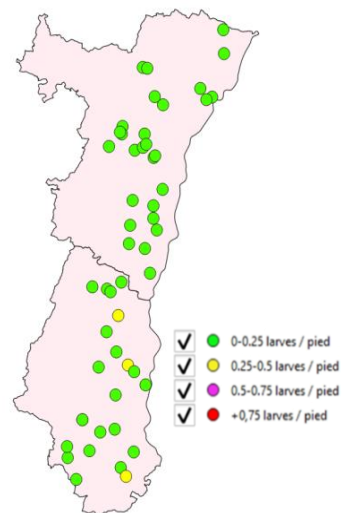 0-0.25 larves / pied
0.25-0.5 larves / pied
0.5-0.75 larves / pied
+0,75 larves / pied